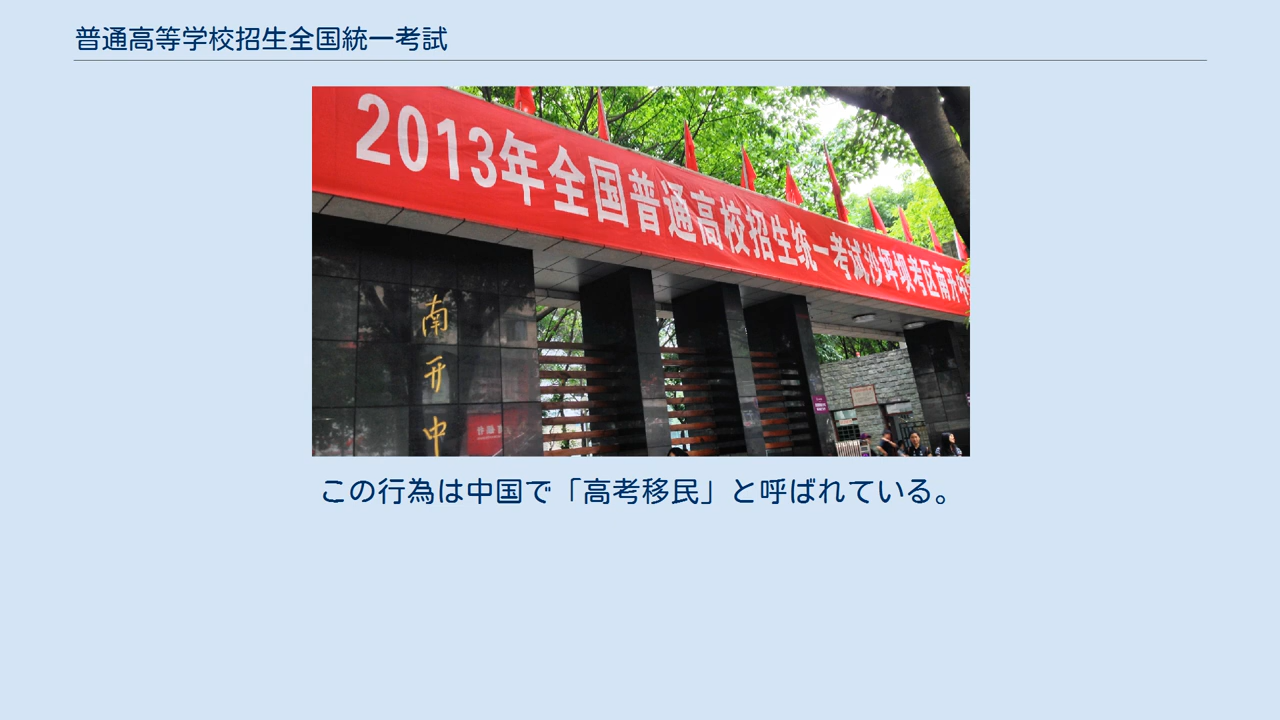 普通高等学校招生全国統一考試
2013年全国普通高校招生统一考试沙坪坝考区南开中
南
开
中
この行為は中国で「高考移民」と呼ばれている。